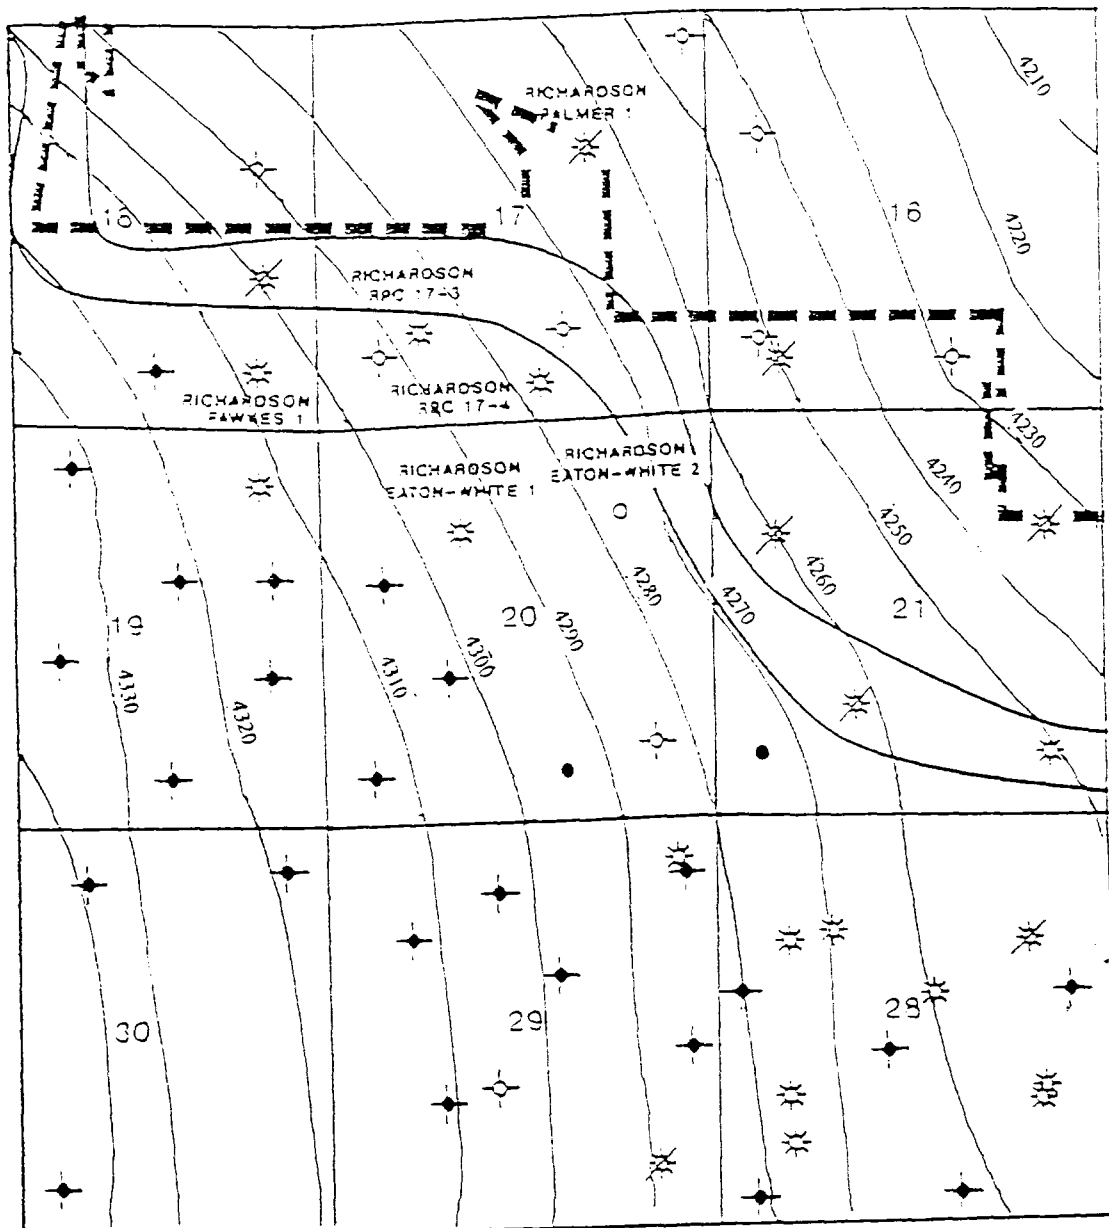 4210
RICHARDSON
PALMER 1
18
17
16
4220
RICHARDSON
RPC 17-3
RICHARDSON
FAWKES 1
RICHARDSON
RPC 17-4
4230
RICHARDSON
EATON-WHITE 1
RICHARDSON
EATON-WHITE 2
4240
4250
4260
4270
4280
4290
4300
4310
4320
4330
19
20
21
30
29
28